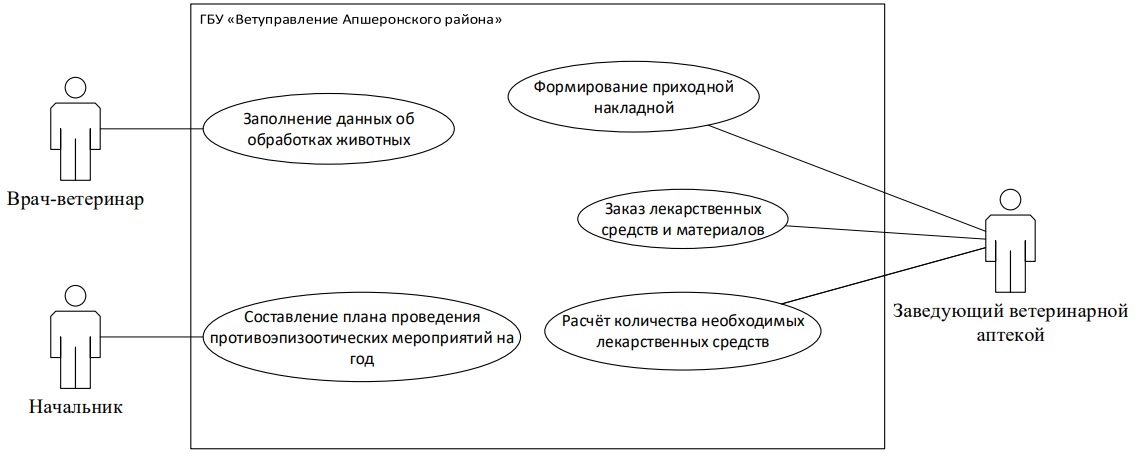 ГБУ «Ветуправление Апшеронского района»
Формирование приходной
накладной
Заполнение данных об
обработках животных
Врач-ветеринар
Заказ лекарственных
средств и материалов
Заведующий ветеринарной
аптекой
Составление плана проведения
противоэпизоотических мероприятий на
год
Расчёт количества необходимых
лекарственных средств
Начальник